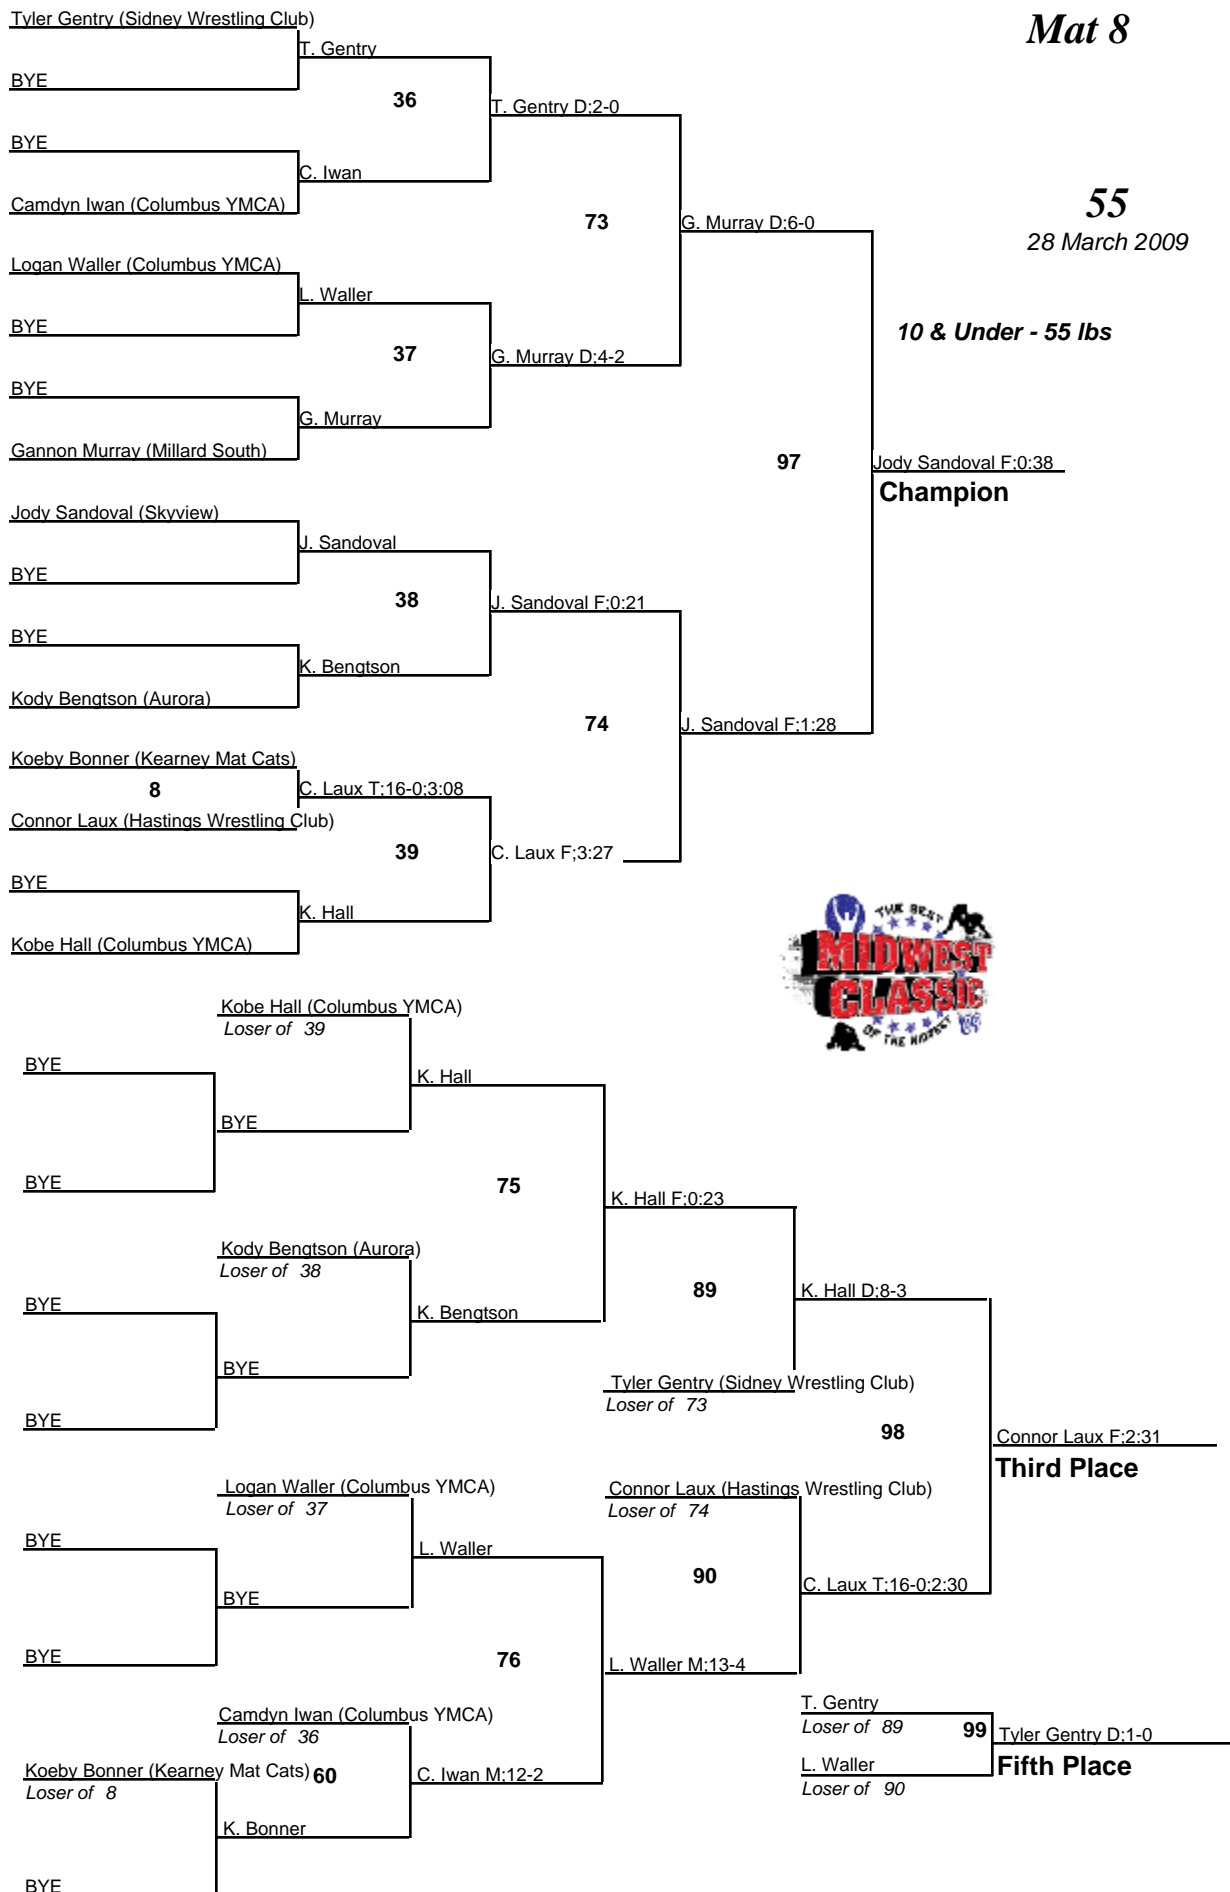 Tyler Gentry (Sidney Wrestling Club)
Mat 8
T. Gentry
BYE
36
T. Gentry D;2-0
BYE
C. Iwan
Camdyn Iwan (Columbus YMCA)
55
73
G. Murray D;6-0
28 March 2009
Logan Waller (Columbus YMCA)
L. Waller
BYE
10 & Under - 55 lbs
37
G. Murray D;4-2
BYE
G. Murray
Gannon Murray (Millard South)
97
Jody Sandoval F;0:38
Champion
Jody Sandoval (Skyview)
J. Sandoval
BYE
38
J. Sandoval F;0:21
BYE
K. Bengtson
Kody Bengtson (Aurora)
74
J. Sandoval F;1:28
Koeby Bonner (Kearney Mat Cats)
8
C. Laux T;16-0;3:08
Connor Laux (Hastings Wrestling Club)
39
C. Laux F;3:27
BYE
K. Hall
Kobe Hall (Columbus YMCA)
THE BEST
MIDWEST
CLASSIC
OF THE MIDWEST
Kobe Hall (Columbus YMCA)
Loser of 39
BYE
K. Hall
BYE
BYE
75
K. Hall F;0:23
Kody Bengtson (Aurora)
Loser of 38
BYE
89
K. Hall D;8-3
K. Bengtson
BYE
Tyler Gentry (Sidney Wrestling Club)
Loser of 73
BYE
98
Connor Laux F;2:31
Third Place
Logan Waller (Columbus YMCA)
Loser of 37
Connor Laux (Hastings Wrestling Club)
Loser of 74
BYE
L. Waller
90
C. Laux T;16-0;2:30
BYE
BYE
76
L. Waller M;13-4
Camdyn Iwan (Columbus YMCA)
Loser of 36
T. Gentry
Loser of 89
99
Tyler Gentry D;1-0
Fifth Place
L. Waller
Loser of 90
Koeby Bonner (Kearney Mat Cats)
60
Loser of 8
C. Iwan M;12-2
K. Bonner
BYE